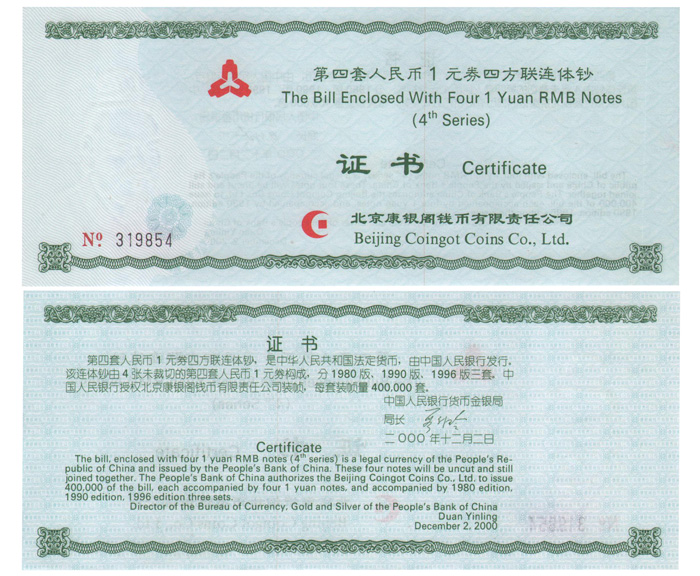 第四套人民币1元券四方联连体钞
The Bill Enclosed With Four 1 Yuan RMB Notes
(4th Series)
证书 Certificate
北京康银阁钱币有限责任公司
Beijing Coingot Coins Co., Ltd.
Nº 319854
证书
第四套人民币1元券四方联连体钞，是中华人民共和国法定货币，由中国人民银行发行。
该连体钞由4张未裁切的第四套人民币1元券构成，分1980版、1990版、1996版三套。中
国人民银行授权北京康银阁钱币有限责任公司装帧，每套装帧量400.000套。
中国人民银行货币金银局
局长
二000年十二月二日
Certificate
The bill, enclosed with four 1 yuan RMB notes (4th series) is a legal currency of the People's Re-
public of China and issued by the People's Bank of China. These four notes will be uncut and still
joined together. The People's Bank of China authorizes the Beijing Coingot Coins Co., Ltd. to issue
400,000 of the bill, each accompanied by four 1 yuan notes, and accompanied by 1980 edition,
1990 edition, 1996 edition three sets.
Director of the Bureau of Currency, Gold and Silver of the People's Bank of China
Duan Yinling
December 2, 2000